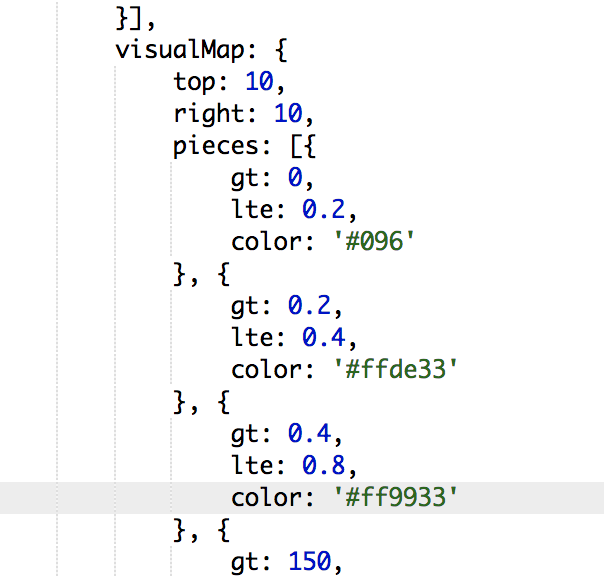 }],
visualMap: {
top: 10,
right: 10,
pieces: [{
gt: 0,
lte: 0.2,
color: '#096'
}, {
gt: 0.2,
lte: 0.4,
color: '#ffde33'
}, {
gt: 0.4,
lte: 0.8,
color: '#ff9933'
}, {
gt: 150,